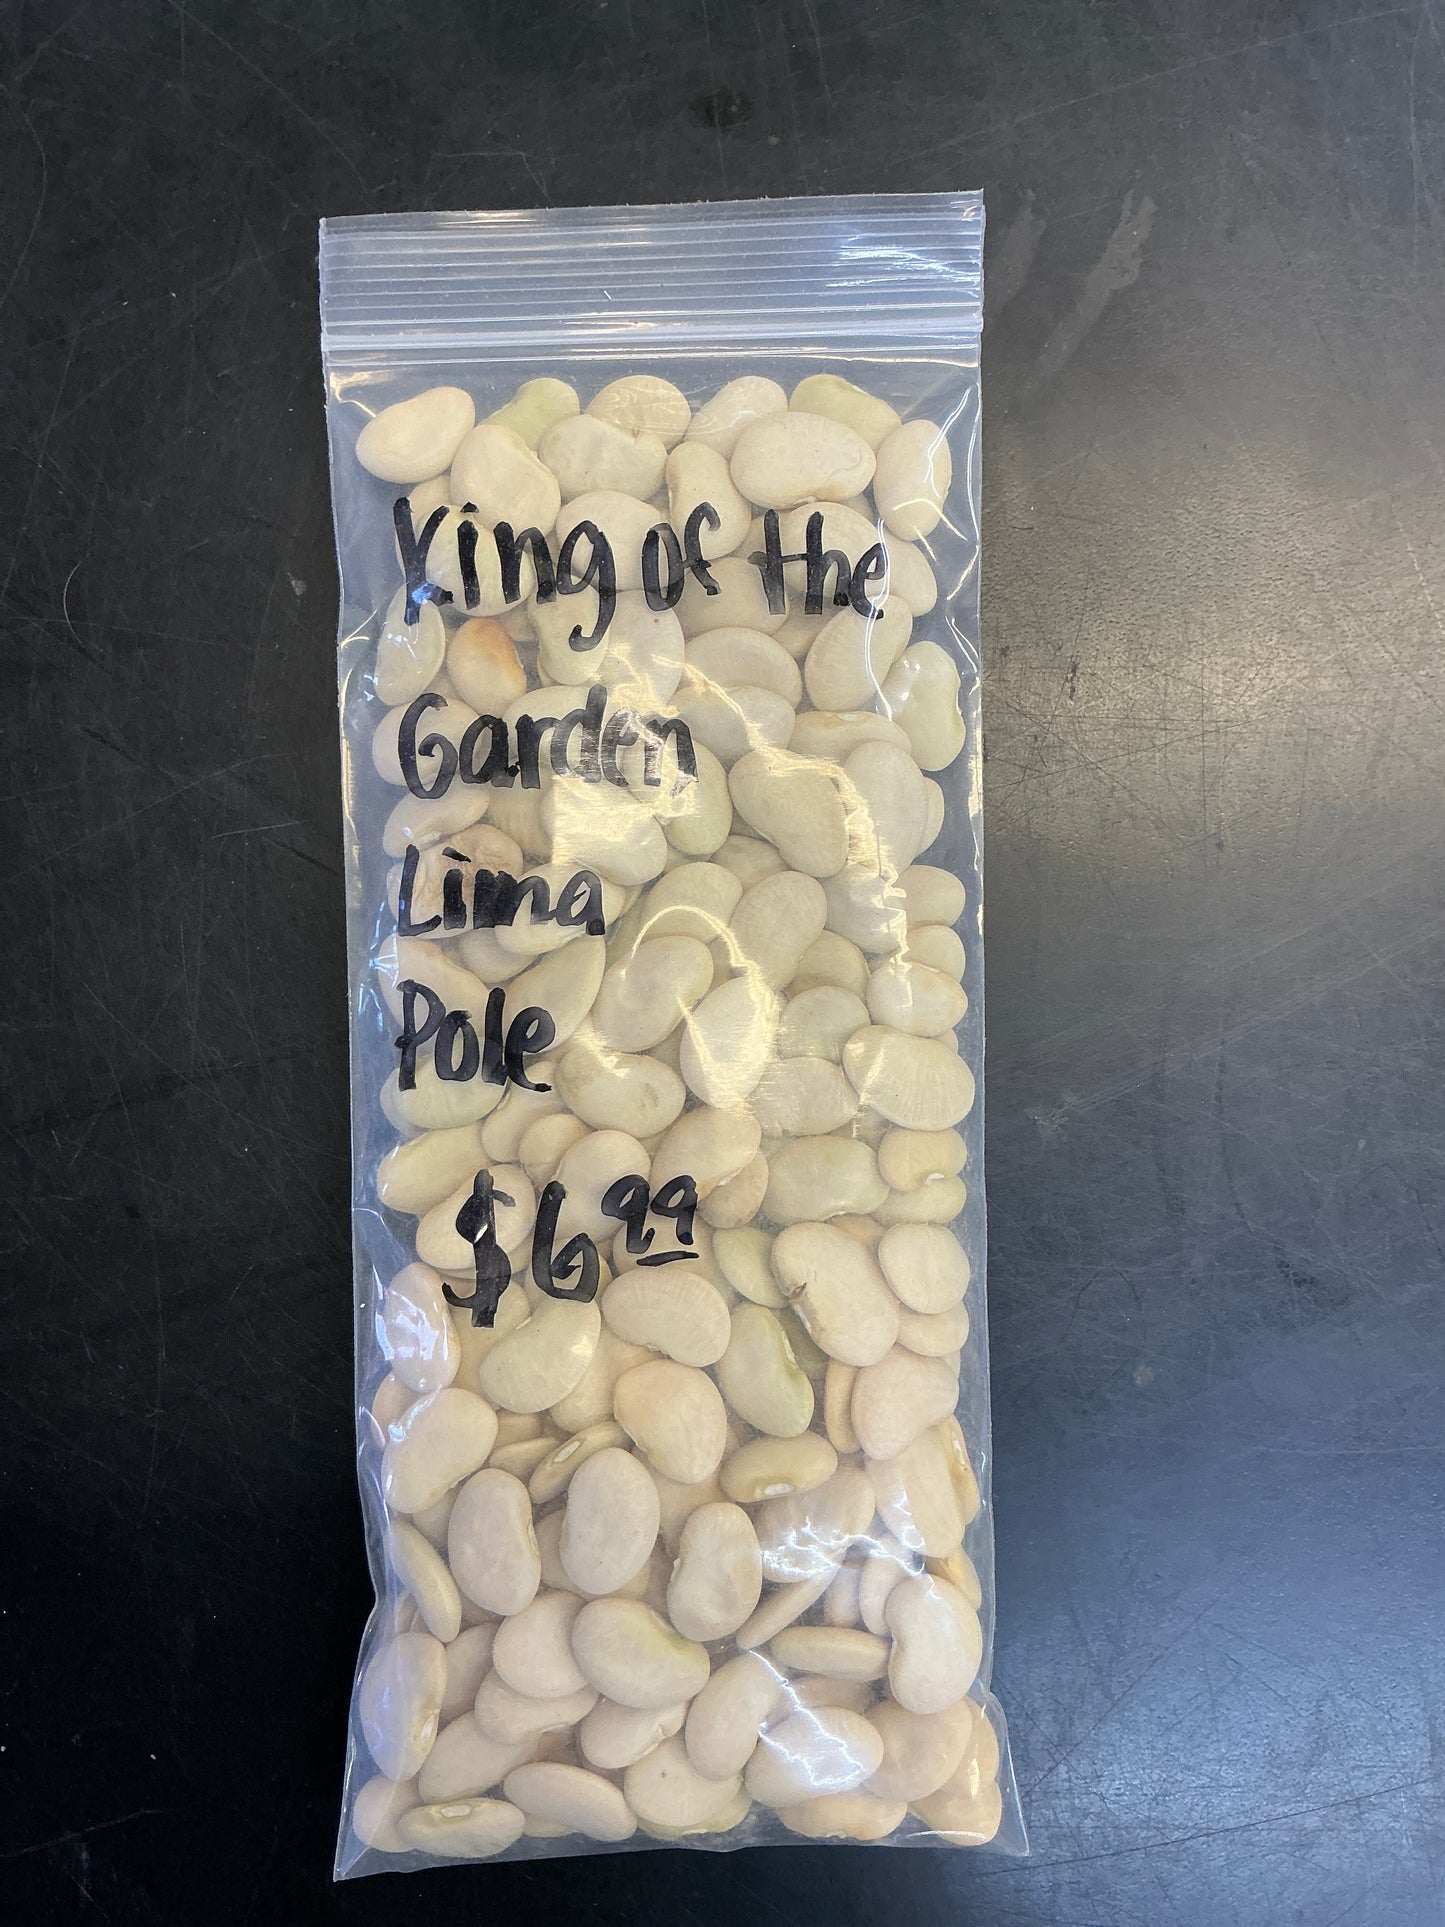 King of the
Garden
Lima
Pole
$6.99